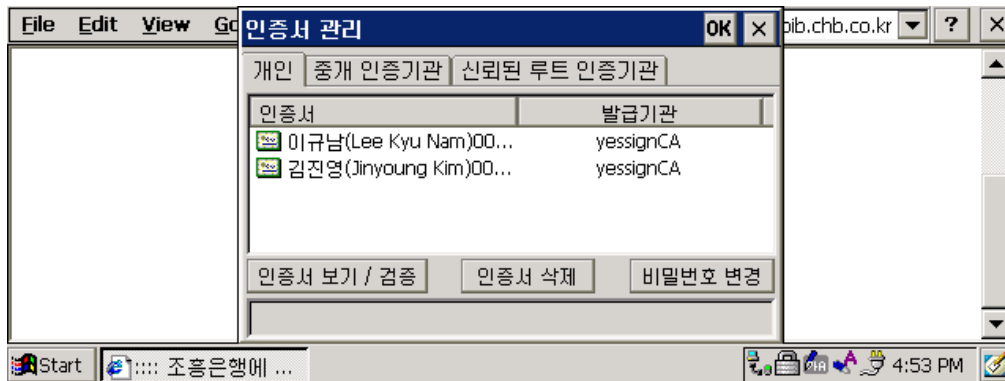 File Edit View Go
인증서 관리 OK ×
pib.chb.co.kr ? ×
개인 중개 인증기관 신뢰된 루트 인증기관
인증서 발급기관
이규남(Lee Kyu Nam)00... yessignCA
김진영(Jinyoung Kim)00... yessignCA
인증서 보기 / 검증 인증서 삭제 비밀번호 변경
Start :::: 조흥은행에 ... 4:53 PM